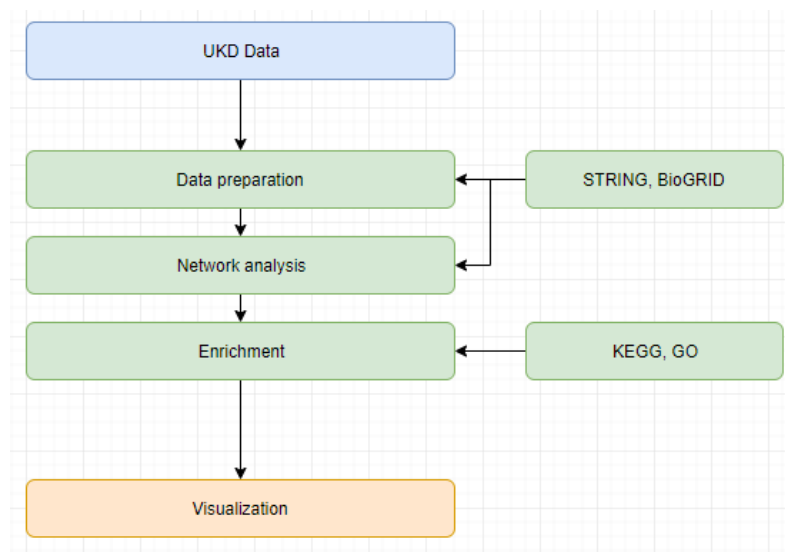 UKD Data
Data preparation
STRING, BioGRID
Network analysis
Enrichment
KEGG, GO
Visualization